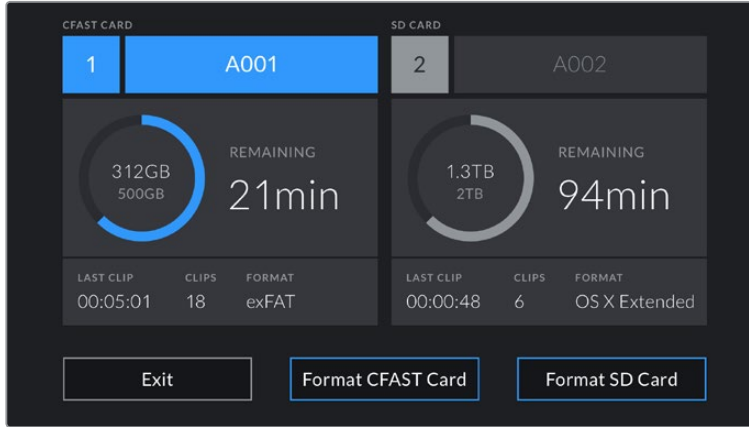 CFAST CARD
1
A001
312GB
500GB
REMAINING
21min
LAST CLIP CLIPS FORMAT
00:05:01 18 exFAT
SD CARD
2
A002
1.3TB
2TB
REMAINING
94min
LAST CLIP CLIPS FORMAT
00:00:48 6 OS X Extended
Exit
Format CFAST Card
Format SD Card